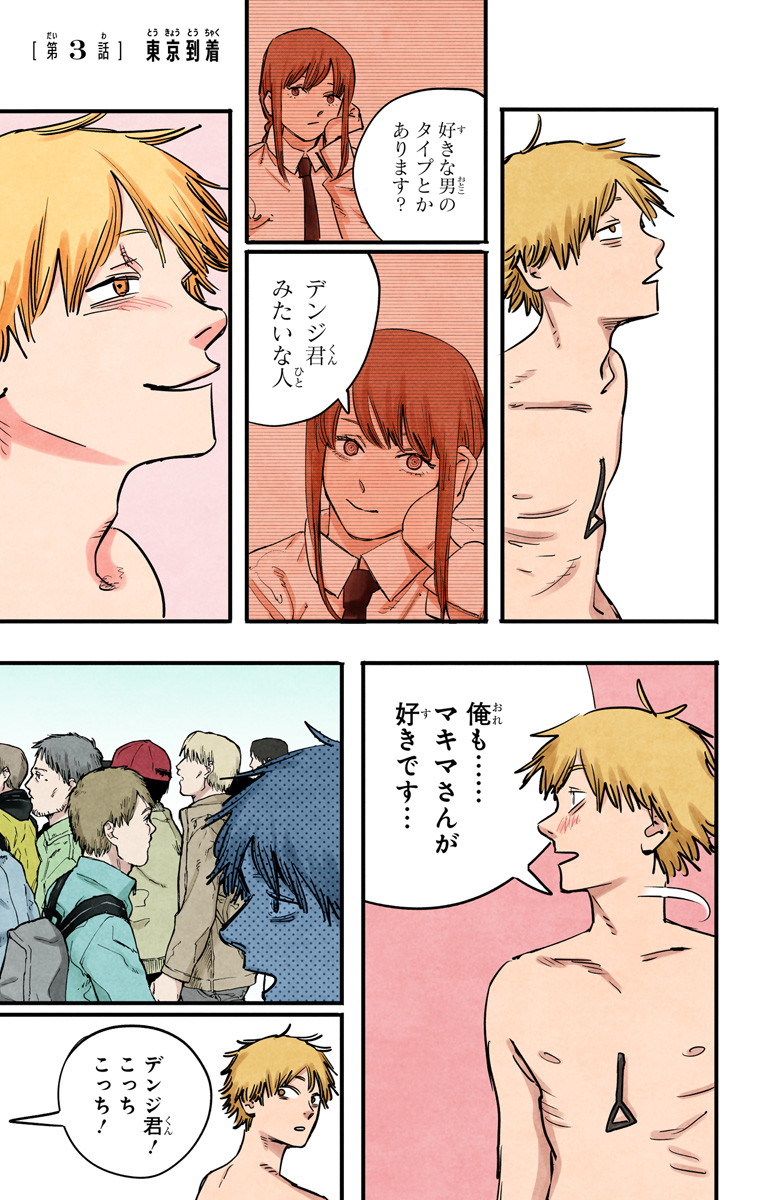 [第3話] 東京到着
好きな男の
タイプとか
あります?
デンジ君
みたいな人
俺も……
マキマさんが
好きです…
デンジ君!
こっち
こっち!